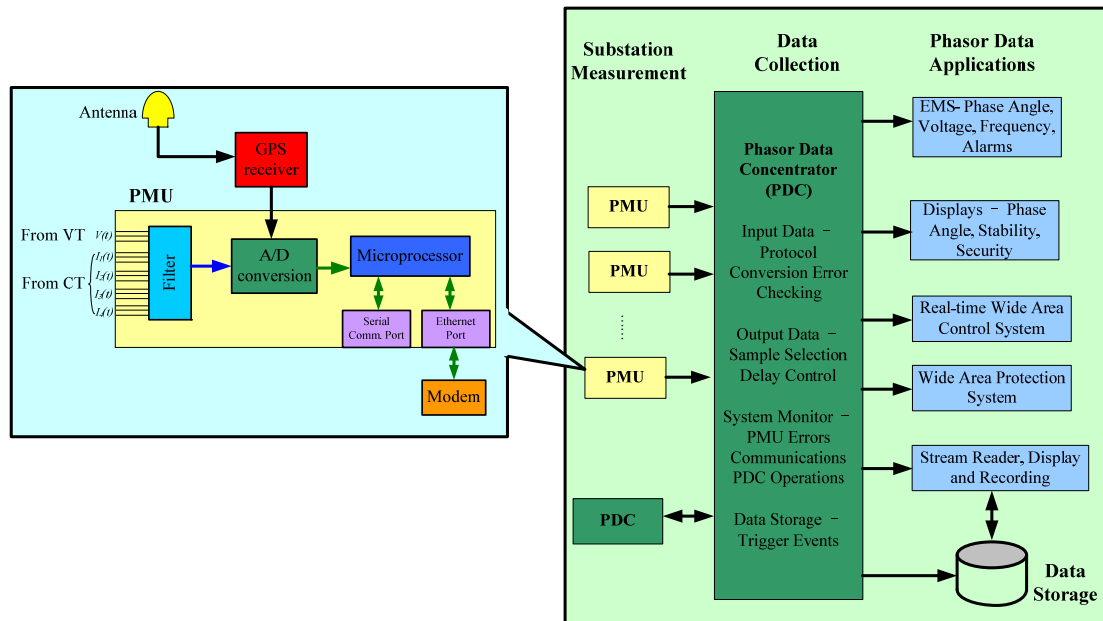 Antenna
GPS
receiver
PMU
From VT
V(t)
From CT
I₁(t)
I₂(t)
I₃(t)
Iₙ(t)
Filter
A/D
conversion
Microprocessor
Serial
Comm. Port
Ethernet
Port
Modem
Substation
Measurement
PMU
PMU
......
PMU
PDC
Data
Collection
Phasor Data
Concentrator
(PDC)
Input Data –
Protocol
Conversion Error
Checking
Output Data –
Sample Selection
Delay Control
System Monitor –
PMU Errors
Communications
PDC Operations
Data Storage –
Trigger Events
Phasor Data
Applications
EMS- Phase Angle,
Voltage, Frequency,
Alarms
Displays – Phase
Angle, Stability,
Security
Real-time Wide Area
Control System
Wide Area Protection
System
Stream Reader, Display
and Recording
Data
Storage